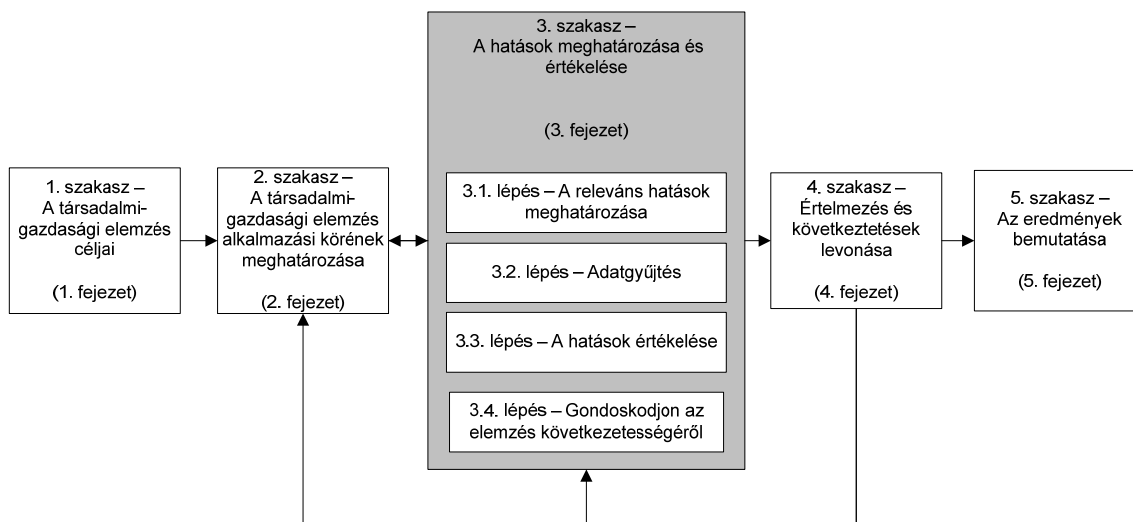 1. szakasz –
A társadalmi-
gazdasági elemzés
céljai
(1. fejezet)
2. szakasz –
A társadalmi-
gazdasági elemzés
alkalmazási körének
meghatározása
(2. fejezet)
3. szakasz –
A hatások meghatározása és
értékelése
(3. fejezet)
3.1. lépés – A releváns hatások
meghatározása
3.2. lépés – Adatgyűjtés
3.3. lépés – A hatások értékelése
3.4. lépés – Gondoskodjon az
elemzés következetességéről
4. szakasz –
Értelmezés és
következtetések
levonása
(4. fejezet)
5. szakasz –
Az eredmények
bemutatása
(5. fejezet)